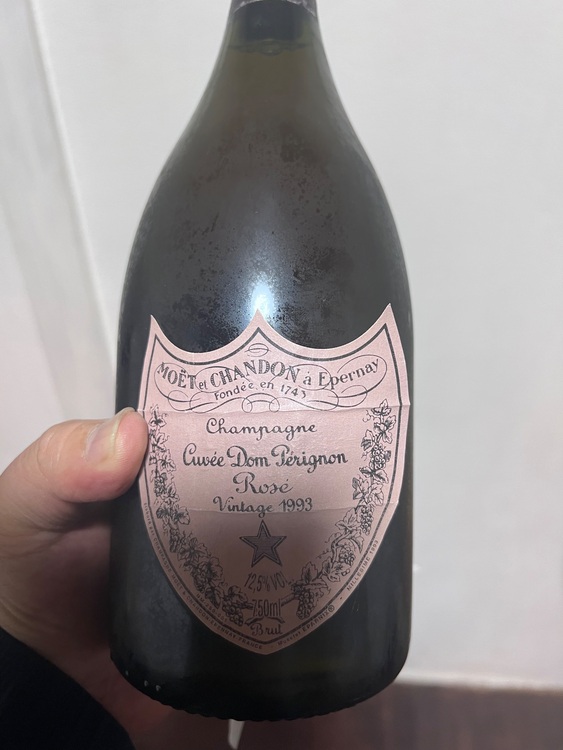 MOËT et CHANDON à Epernay
Fondée en 1743
Champagne
Cuvée Dom Pérignon
Rosé
Vintage 1993
12,5% VOL
750ml
Brut